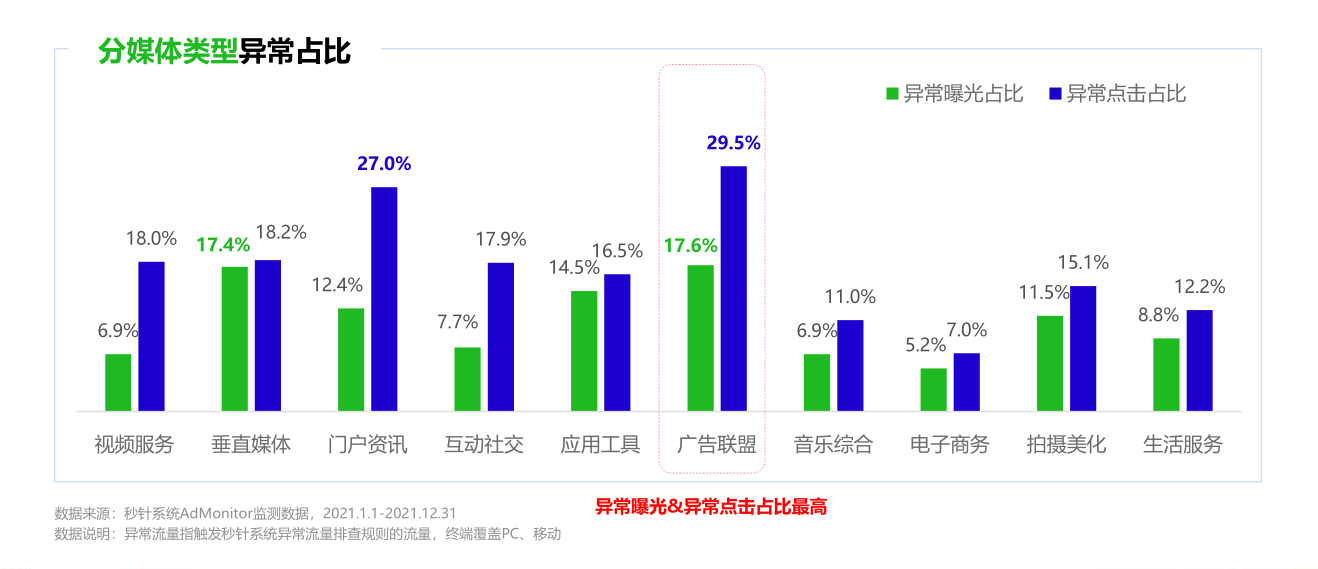 分媒体类型异常占比
异常曝光占比 异常点击占比
6.9% 18.0% 17.4% 18.2% 12.4% 27.0% 7.7% 17.9% 14.5% 16.5% 17.6% 29.5% 6.9% 11.0% 5.2% 7.0% 11.5% 15.1% 8.8% 12.2%
视频服务 垂直媒体 门户资讯 互动社交 应用工具 广告联盟 音乐综合 电子商务 拍摄美化 生活服务
异常曝光&异常点击占比最高
数据来源：秒针系统AdMonitor监测数据，2021.1.1-2021.12.31
数据说明：异常流量指触发秒针系统异常流量排查规则的流量，终端覆盖PC、移动